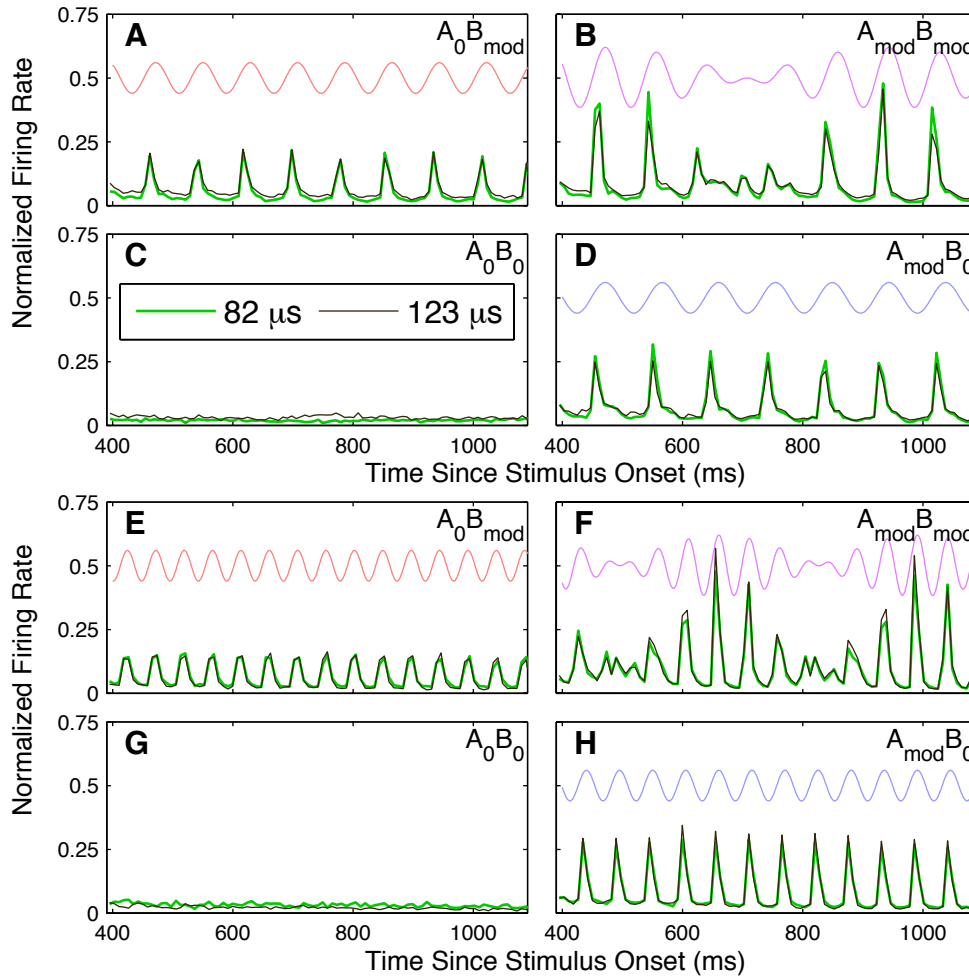 Normalized Firing Rate
0.75
0.5
0.25
0
A
A0Bmod
B
AmodBmod
0.75
0.5
0.25
0
C
A0B0
82 μs
123 μs
D
AmodB0
400
600
800
1000
400
600
800
1000
Time Since Stimulus Onset (ms)
Normalized Firing Rate
0.75
0.5
0.25
0
E
A0Bmod
F
AmodBmod
0.75
0.5
0.25
0
G
A0B0
H
AmodB0
400
600
800
1000
400
600
800
1000
Time Since Stimulus Onset (ms)